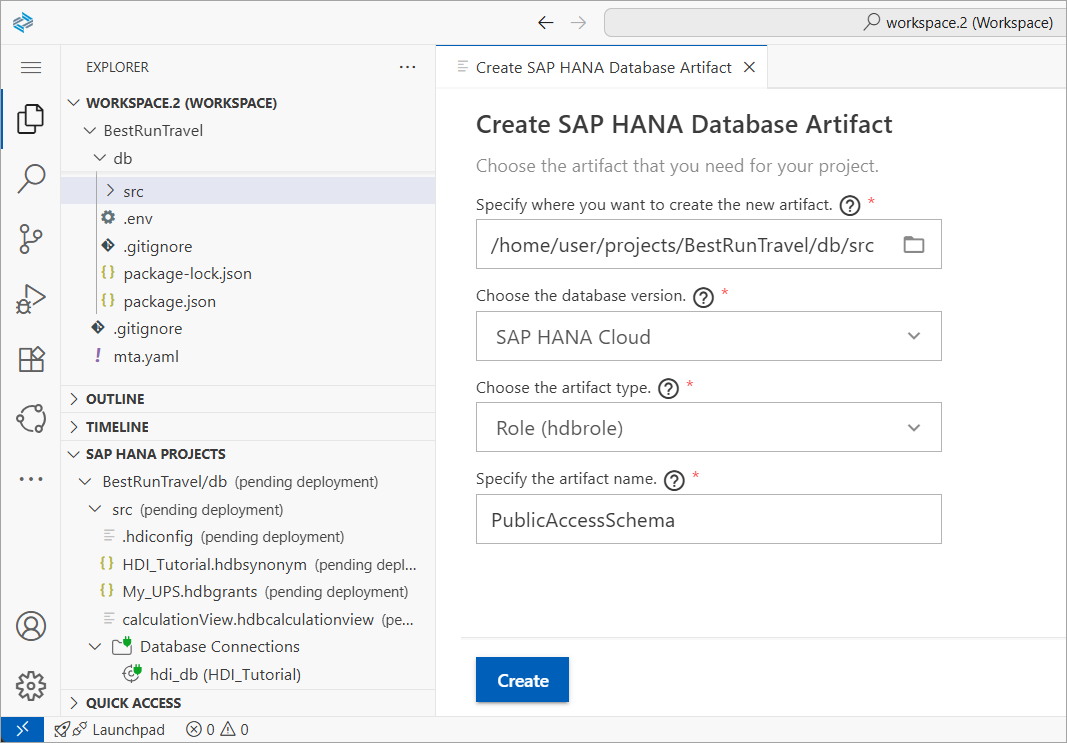 workspace.2 (Workspace)
EXPLORER
WORKSPACE.2 (WORKSPACE)
BestRunTravel
db
src
.env
.gitignore
{} package-lock.json
{} package.json
.gitignore
! mta.yaml
OUTLINE
TIMELINE
SAP HANA PROJECTS
BestRunTravel/db (pending deployment)
src (pending deployment)
.hdiconfig (pending deployment)
{} HDI_Tutorial.hdbsynonym (pending depl...
{} My_UPS.hdbgrants (pending deployment)
calculationView.hdbcalculationview (pe...
Database Connections
hdi_db (HDI_Tutorial)
QUICK ACCESS
Create SAP HANA Database Artifact
Create SAP HANA Database Artifact
Choose the artifact that you need for your project.
Specify where you want to create the new artifact. ? *
/home/user/projects/BestRunTravel/db/src
Choose the database version. ? *
SAP HANA Cloud
Choose the artifact type. ? *
Role (hdbrole)
Specify the artifact name. ? *
PublicAccessSchema
Create
Launchpad 0 0